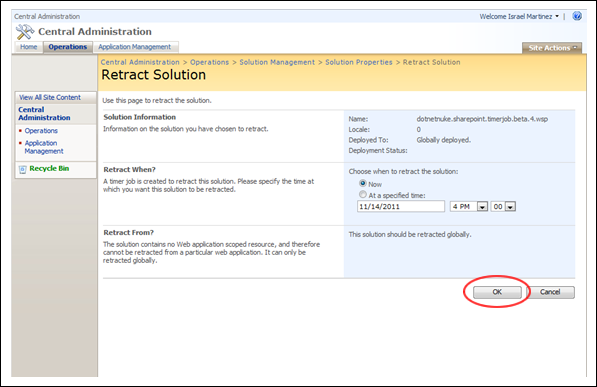 Central Administration
Welcome Israel Martinez
Central Administration
Home
Operations
Application Management
Site Actions
Central Administration > Operations > Solution Management > Solution Properties > Retract Solution
Retract Solution
View All Site Content
Central
Administration
Operations
Application
Management
Recycle Bin
Use this page to retract the solution.
Solution Information
Information on the solution you have chosen to retract.
Name: dotnetnuke.sharepoint.timerjob.beta.4.wsp
Locale: 0
Deployed To: Globally deployed.
Deployment Status:
Retract When?
A timer job is created to retract this solution. Please specify the time at
which you want this solution to be retracted.
Choose when to retract the solution:
Now
At a specified time:
11/14/2011 4 PM 00
Retract From?
The solution contains no Web application scoped resource, and therefore
cannot be retracted from a particular web application. It can only be
retracted globally.
This solution should be retracted globally.
OK
Cancel